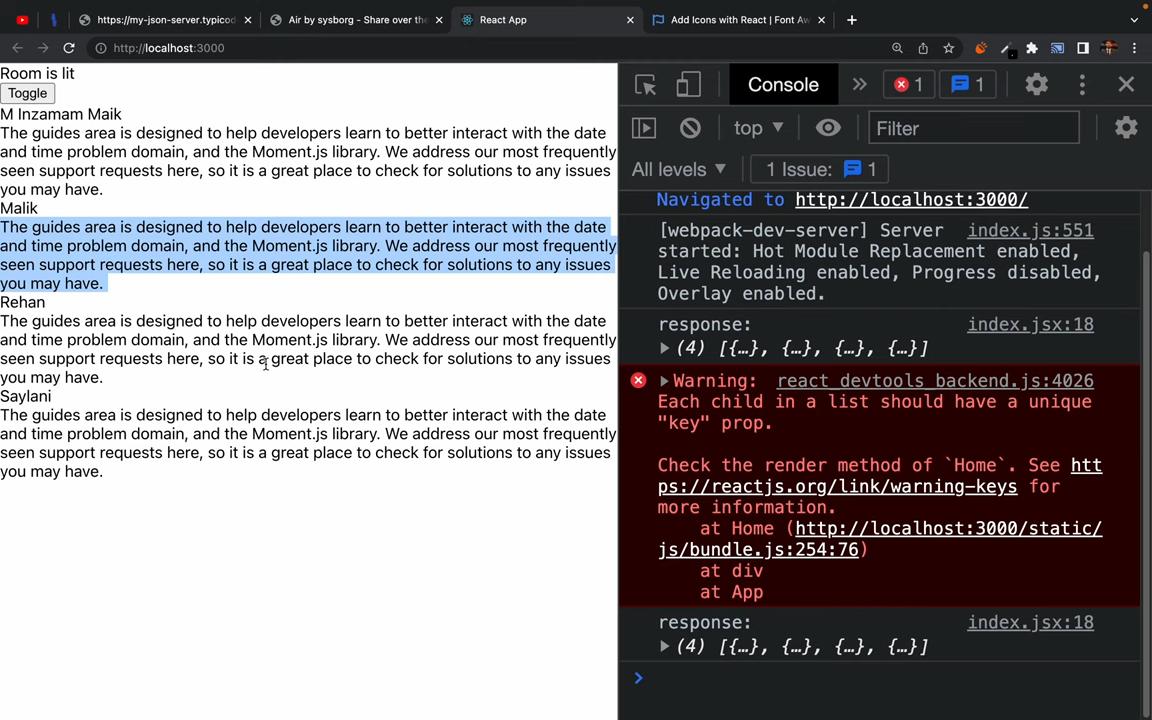 https://my-json-server.typicod
Air by sysborg - Share over the
React App
Add Icons with React | Font Aw
http://localhost:3000
Room is lit
Toggle
M Inzamam Maik
The guides area is designed to help developers learn to better interact with the date
and time problem domain, and the Moment.js library. We address our most frequently
seen support requests here, so it is a great place to check for solutions to any issues
you may have.
Malik
The guides area is designed to help developers learn to better interact with the date
and time problem domain, and the Moment.js library. We address our most frequently
seen support requests here, so it is a great place to check for solutions to any issues
you may have.
Rehan
The guides area is designed to help developers learn to better interact with the date
and time problem domain, and the Moment.js library. We address our most frequently
seen support requests here, so it is a great place to check for solutions to any issues
you may have.
Saylani
The guides area is designed to help developers learn to better interact with the date
and time problem domain, and the Moment.js library. We address our most frequently
seen support requests here, so it is a great place to check for solutions to any issues
you may have.
Console
1
1
top
Filter
All levels
1 Issue: 1
Navigated to http://localhost:3000/
[webpack-dev-server] Server index.js:551
started: Hot Module Replacement enabled,
Live Reloading enabled, Progress disabled,
Overlay enabled.
response: index.jsx:18
(4) [{…}, {…}, {…}, {…}]
Warning: react_devtools_backend.js:4026
Each child in a list should have a unique
"key" prop.
Check the render method of `Home`. See htt
ps://reactjs.org/link/warning-keys for
more information.
at Home (http://localhost:3000/static/
js/bundle.js:254:76)
at div
at App
response: index.jsx:18
(4) [{…}, {…}, {…}, {…}]